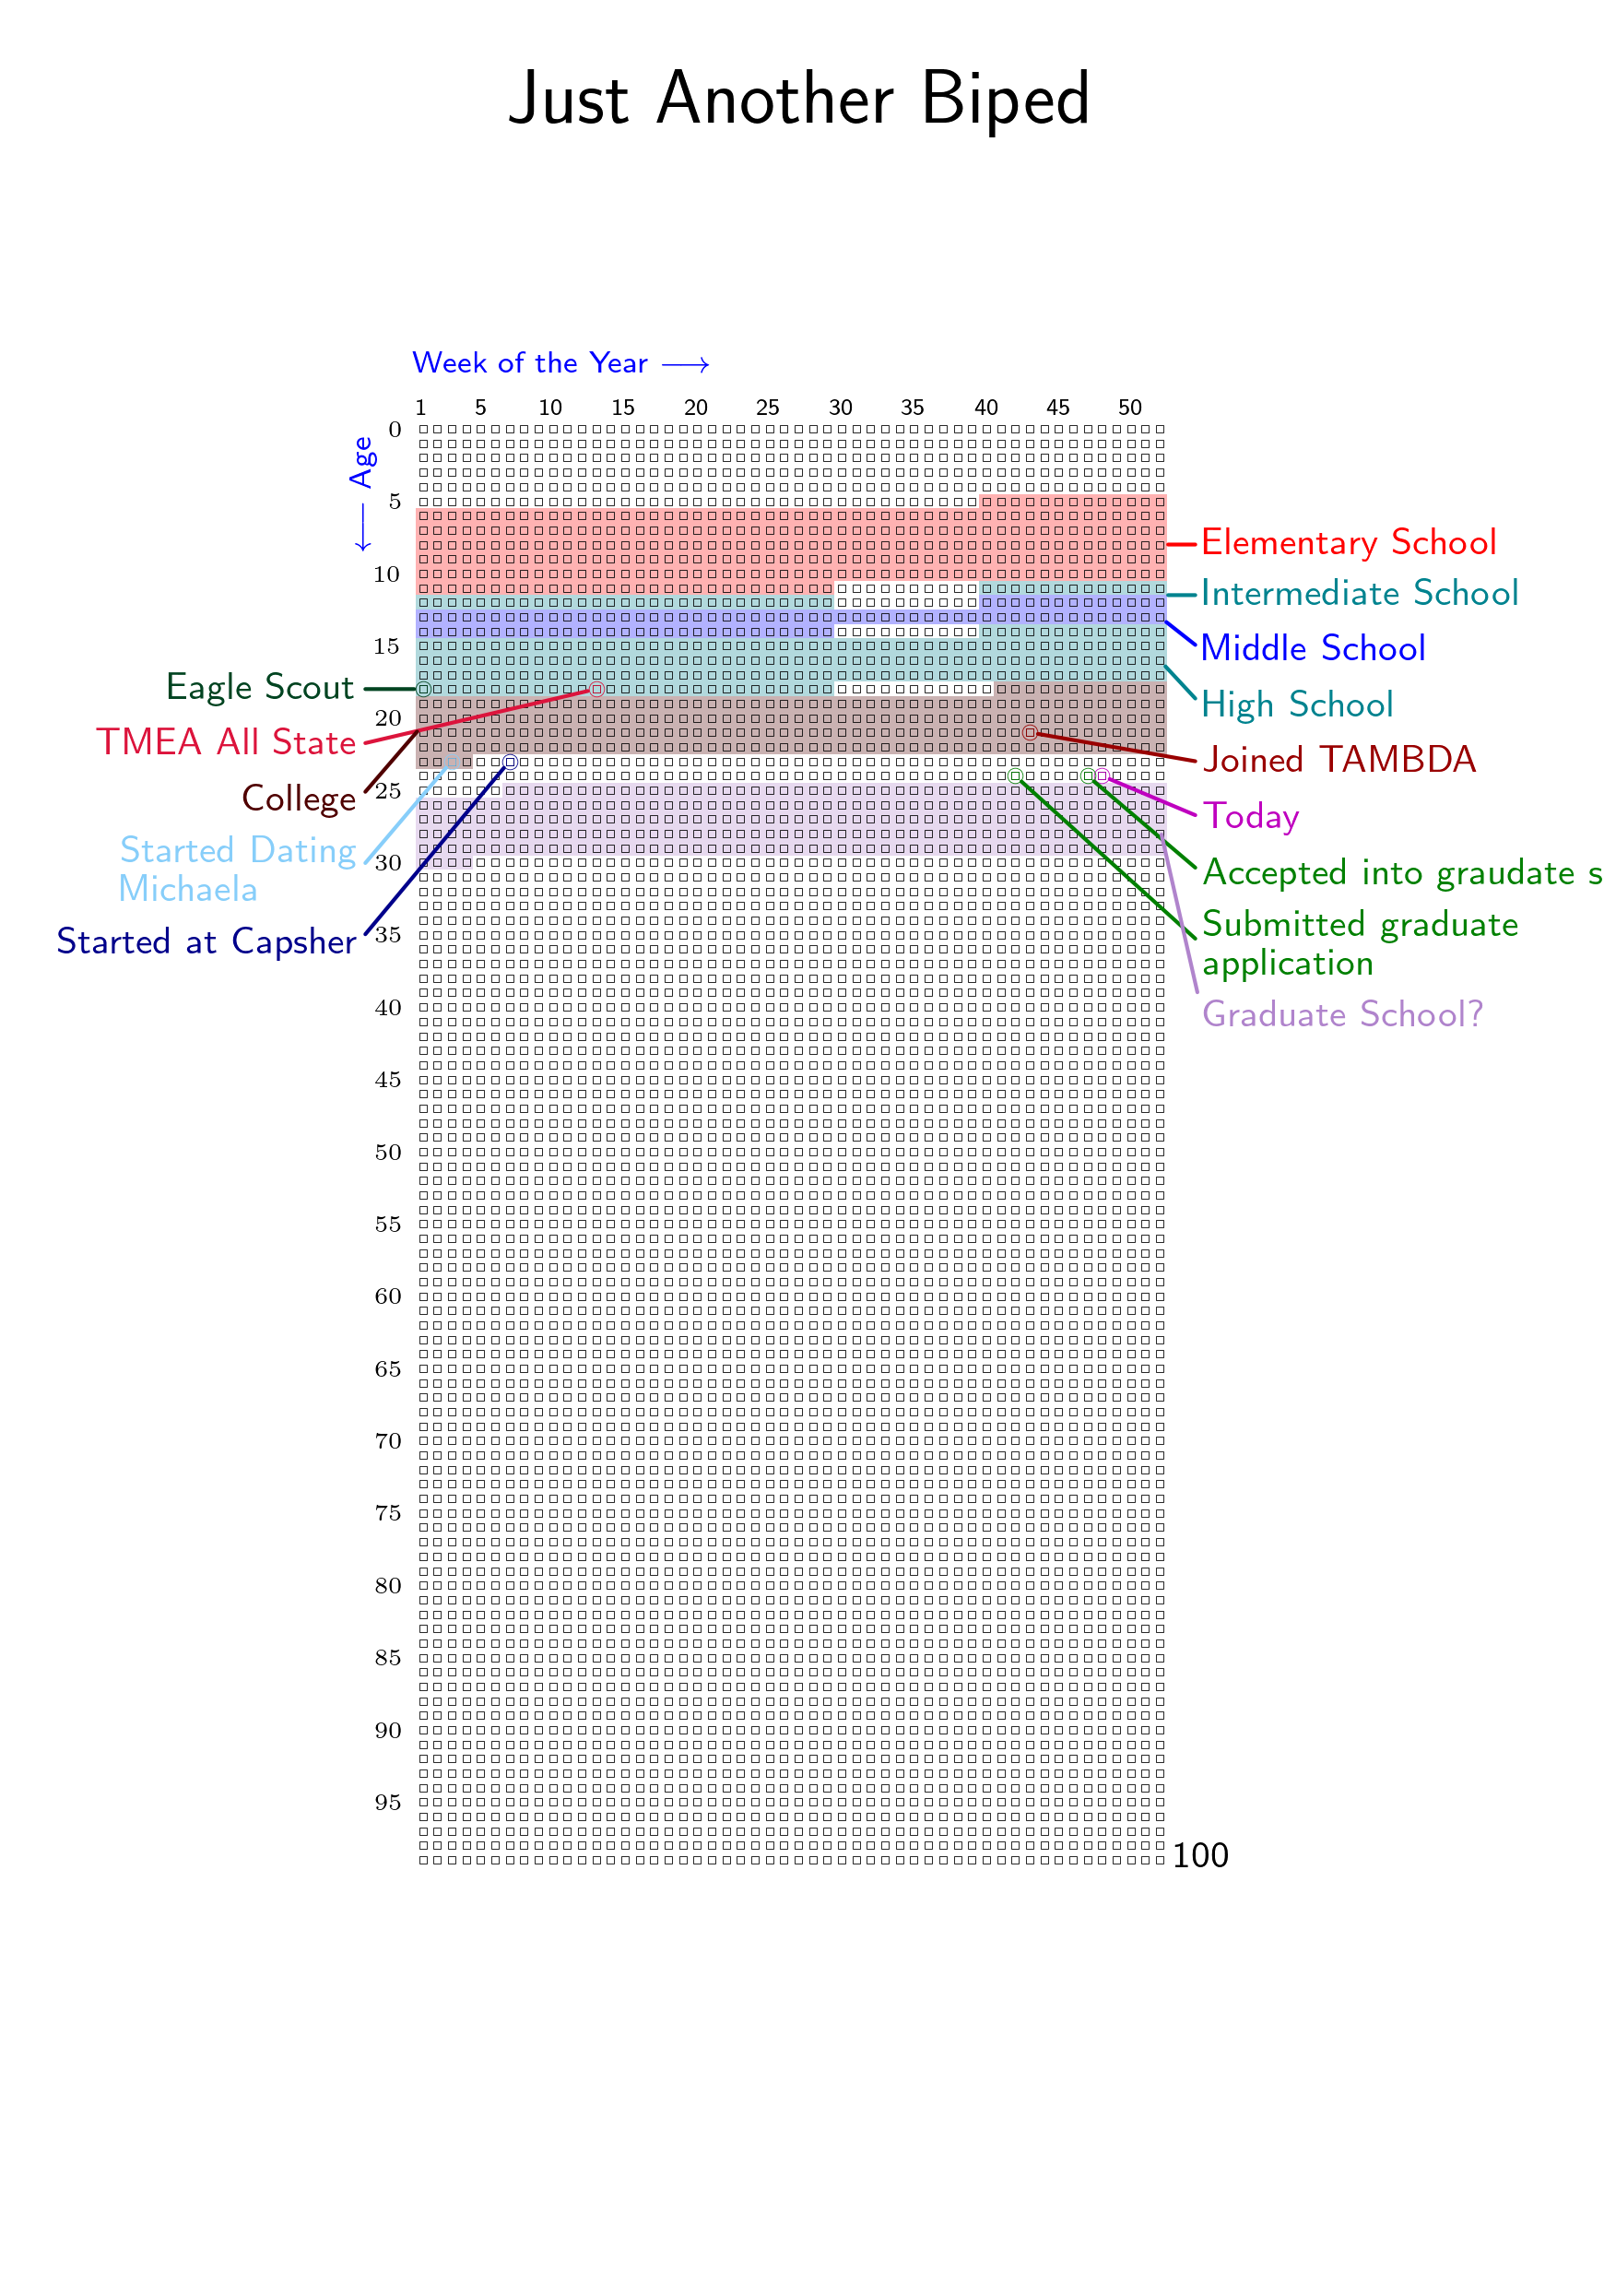 Just Another Biped
Week of the Year ⟶
1 5 10 15 20 25 30 35 40 45 50
⟵ Age
0
5
10
15
20
25
30
35
40
45
50
55
60
65
70
75
80
85
90
95
100
Eagle Scout
TMEA All State
College
Started Dating
Michaela
Started at Capsher
Elementary School
Intermediate School
Middle School
High School
Joined TAMBDA
Today
Accepted into graudate s
Submitted graduate
application
Graduate School?